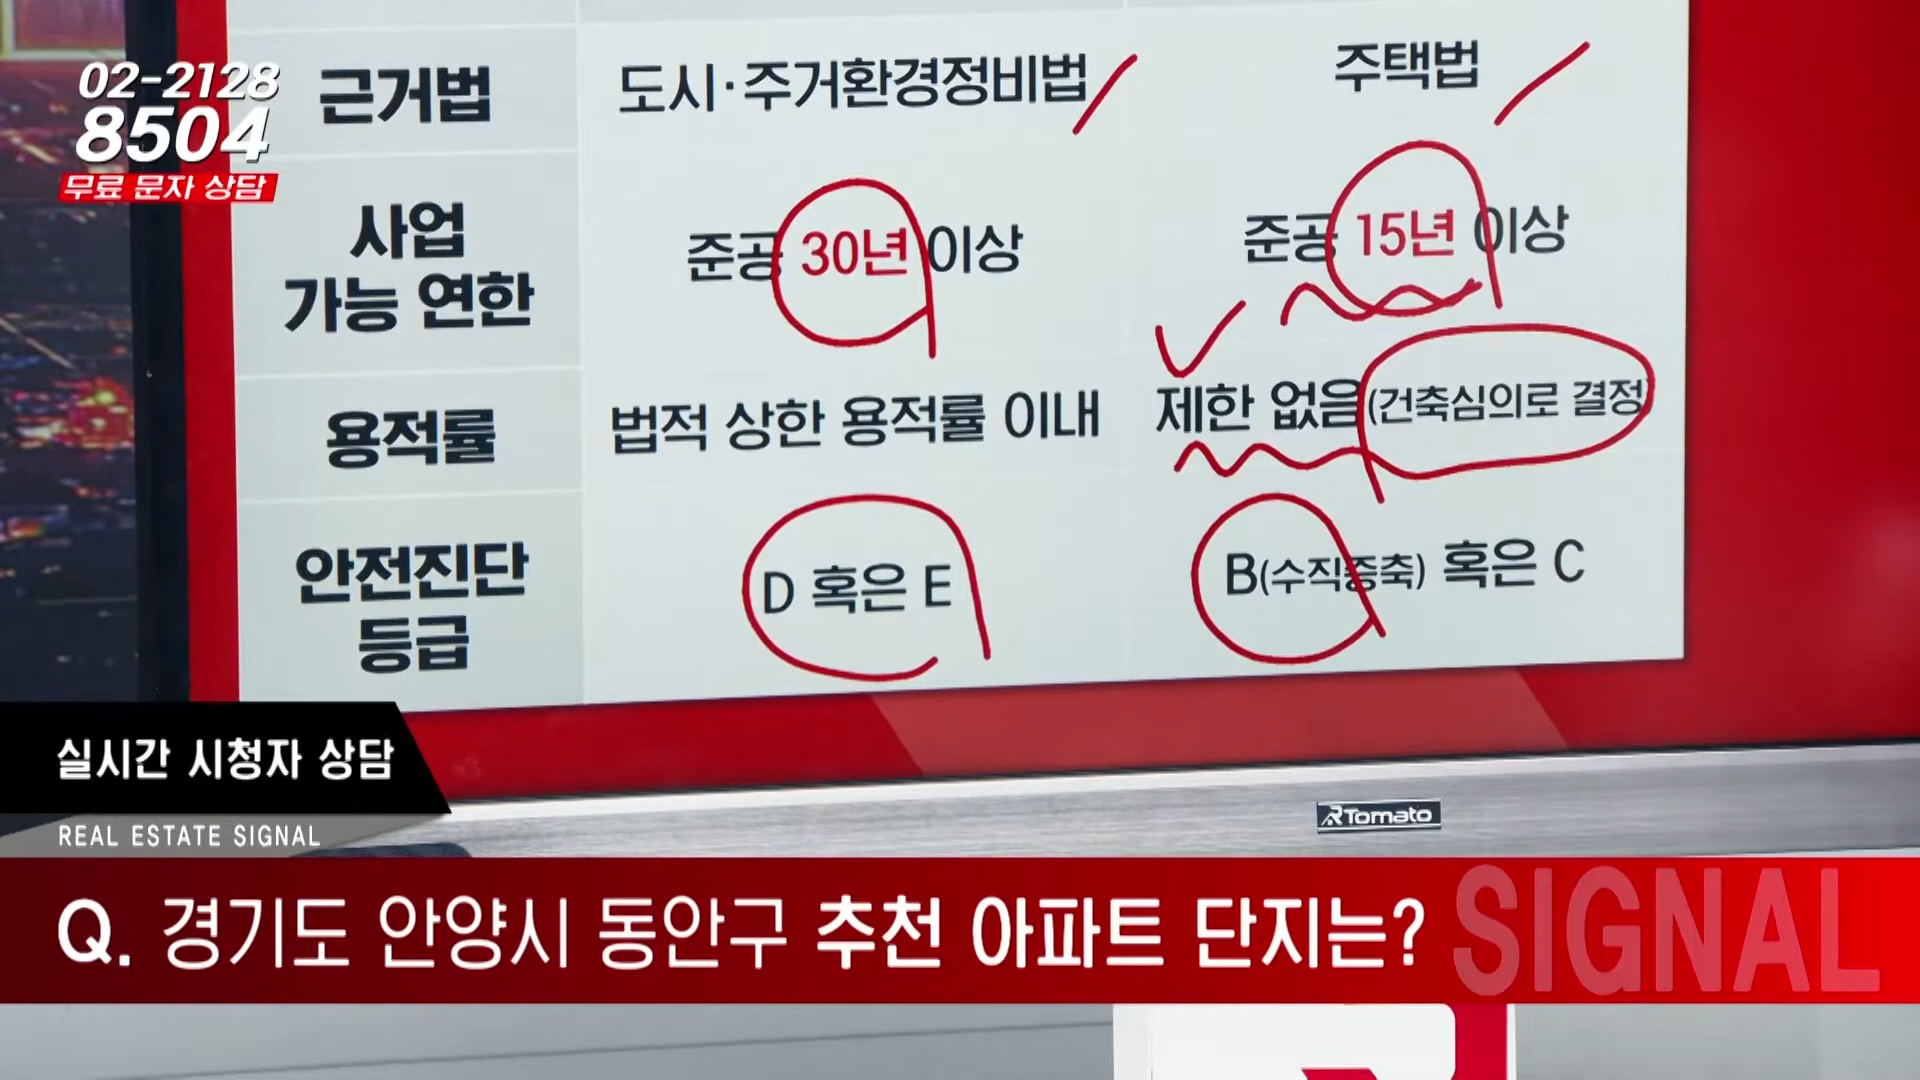 02-2128
8504
무료 문자 상담
근거법
도시·주거환경정비법
주택법
사업
가능 연한
준공 30년 이상
준공 15년 이상
용적률
법적 상한 용적률 이내
제한 없음(건축심의로 결정)
안전진단
등급
D 혹은 E
B(수직증축) 혹은 C
실시간 시청자 상담
REAL ESTATE SIGNAL
RTomato
Q. 경기도 안양시 동안구 추천 아파트 단지는?
SIGNAL